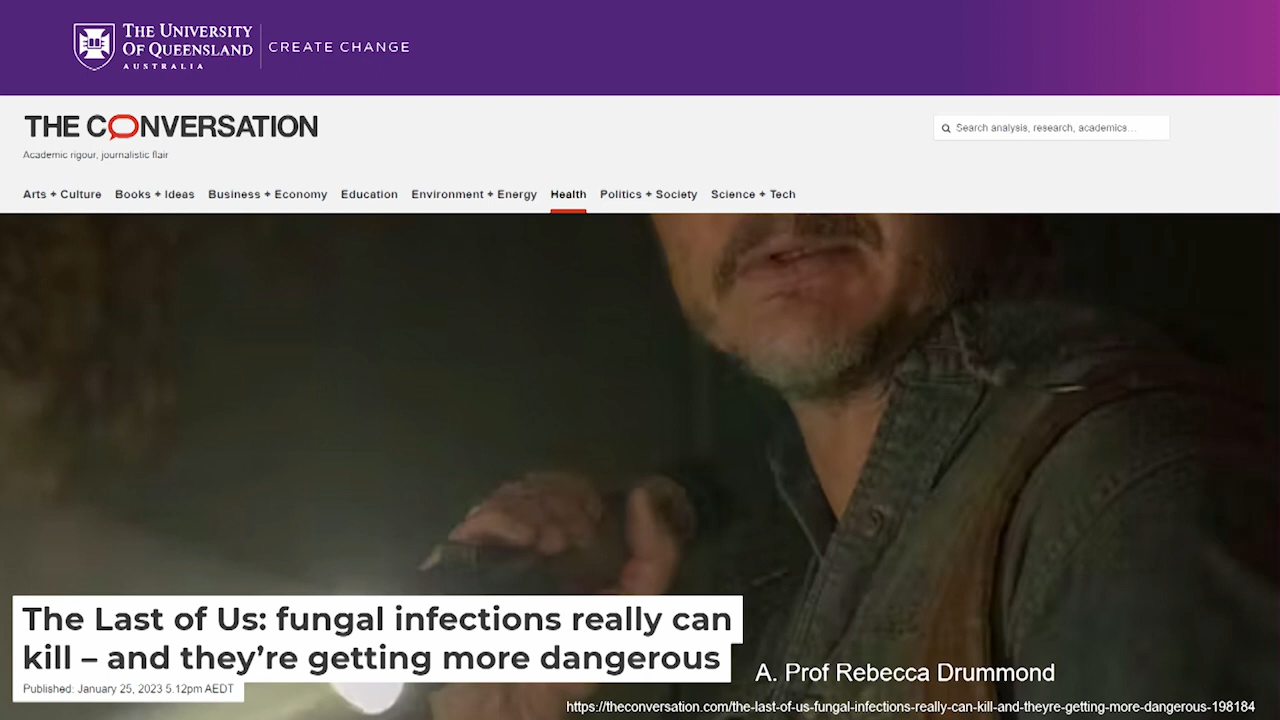 THE UNIVERSITY
OF QUEENSLAND
AUSTRALIA
CREATE CHANGE
THE CONVERSATION
Academic rigour, journalistic flair
Search analysis, research, academics...
Arts + Culture Books + Ideas Business + Economy Education Environment + Energy Health Politics + Society Science + Tech
The Last of Us: fungal infections really can
kill – and they’re getting more dangerous
Published: January 25, 2023 5.12pm AEDT
A. Prof Rebecca Drummond
https://theconversation.com/the-last-of-us-fungal-infections-really-can-kill-and-theyre-getting-more-dangerous-198184